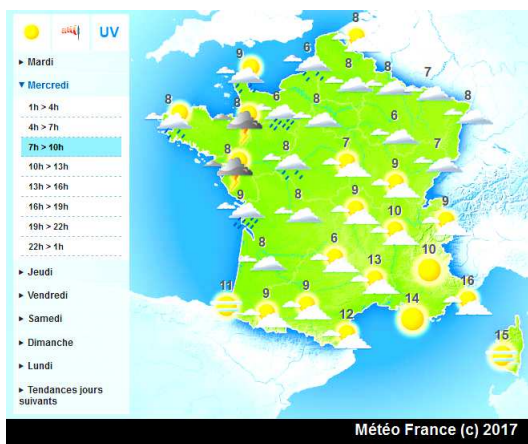 UV
▸ Mardi
▾ Mercredi
1h > 4h
4h > 7h
7h > 10h
10h > 13h
13h > 16h
16h > 19h
19h > 22h
22h > 1h
▸ Jeudi
▸ Vendredi
▸ Samedi
▸ Dimanche
▸ Lundi
▸ Tendances jours
suivants
8
9
6
8
8
7
8
8
6
8
8
6
8
8
7
7
9
9
8
9
10
9
8
6
10
13
11
9
9
16
14
12
15
Météo France (c) 2017